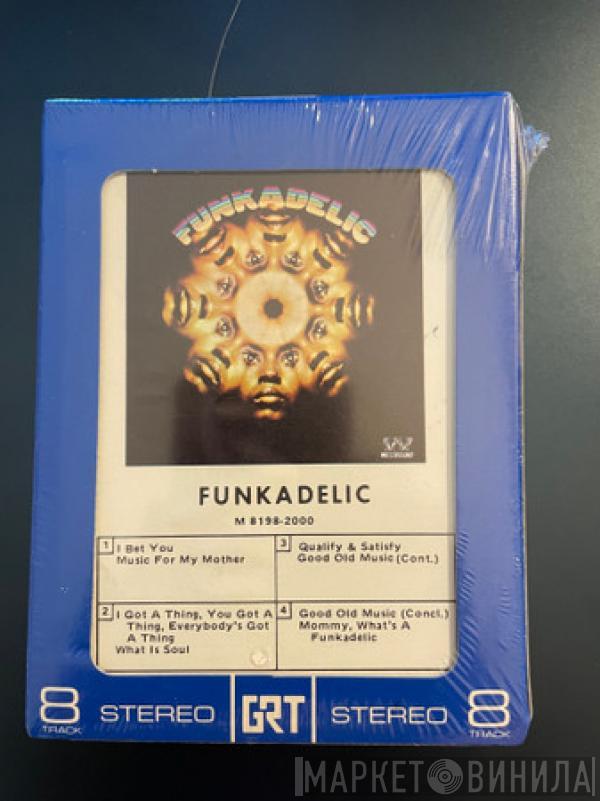 FUNKADELIC
WESTBOUND
FUNKADELIC
M 8198-2000
1 I Bet You
Music For My Mother
2 I Got A Thing, You Got A
Thing, Everybody's Got
A Thing
What Is Soul
3 Qualify & Satisfy
Good Old Music (Cont.)
4 Good Old Music (Concl.)
Mommy, What's A
Funkadelic
8 TRACK STEREO GRT STEREO 8 TRACK
МАРКЕТ ВИНИЛА